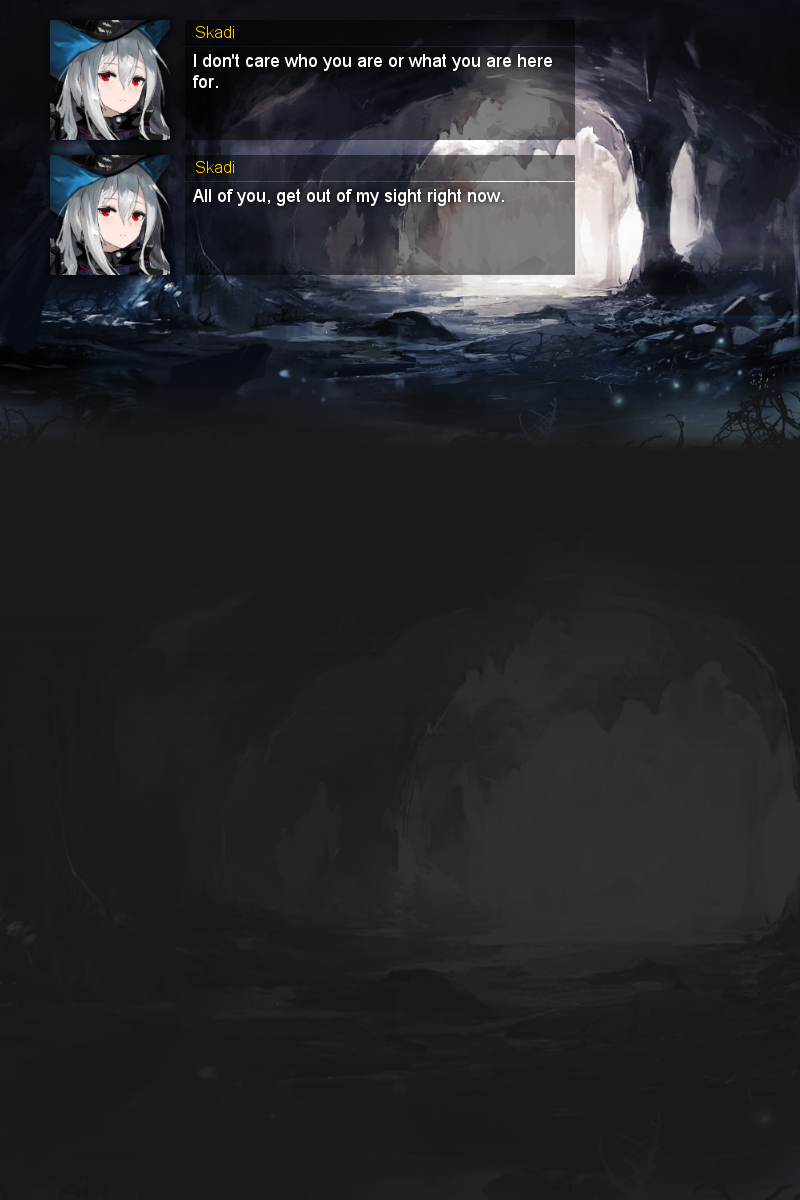 Skadi
I don't care who you are or what you are here
for.
Skadi
All of you, get out of my sight right now.